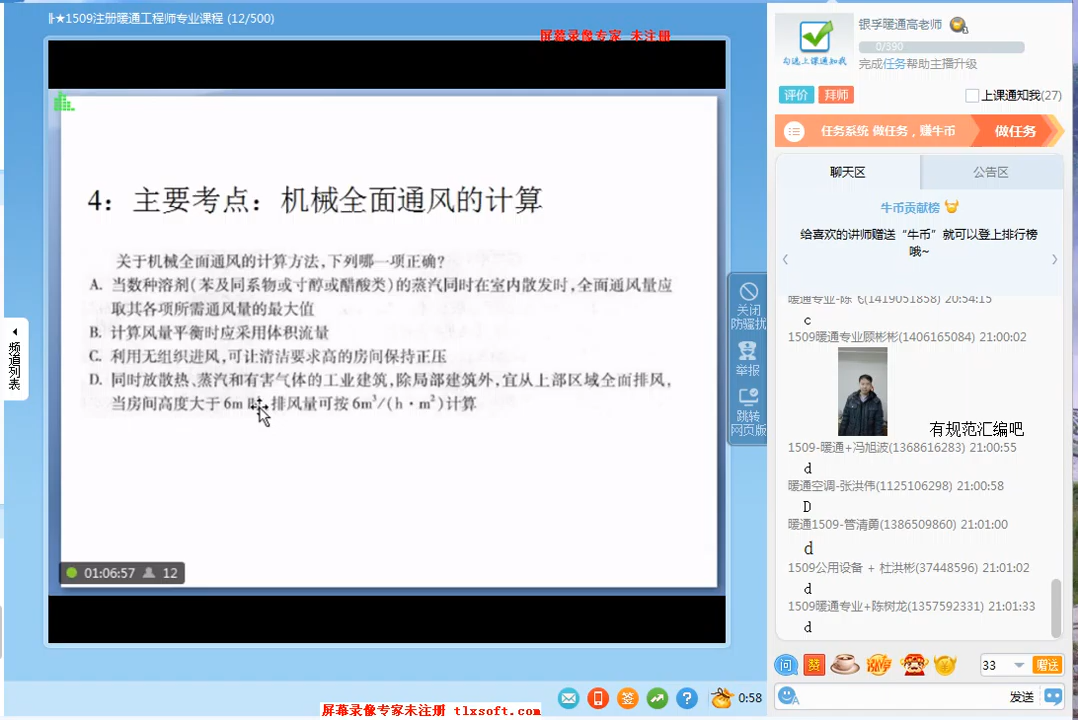 ╟★1509注册暖通工程师专业课程 (12/500)
屏幕录像专家 未注册
4：主要考点：机械全面通风的计算
关于机械全面通风的计算方法,下列哪一项正确?
A. 当数种溶剂(苯及同系物或寸醇或醋酸类)的蒸汽同时在室内散发时,全面通风量应
取其各项所需通风量的最大值
B. 计算风量平衡时应采用体积流量
C. 利用无组织进风,可让清洁要求高的房间保持正压
D. 同时放散热、蒸汽和有害气体的工业建筑,除局部建筑外,宜从上部区域全面排风,
当房间高度大于 6m 时,排风量可按 6m³/(h·m²)计算
01:06:57 12
频道列表
关闭
防骚扰
举报
跳转
网页版
0:58
屏幕录像专家未注册 tlxsoft.com
银孚暖通高老师
0/390
完成任务帮助主播升级
勾选上课通知我
评价 拜师
上课通知我(27)
任务系统 做任务，赚牛币 做任务
聊天区 公告区
牛币贡献榜
给喜欢的讲师赠送“牛币”就可以登上排行榜
哦~
暖通专业-陈飞(1419051858) 20:54:15
c
1509暖通专业顾彬彬(1406165084) 21:00:02
有规范汇编吧
1509-暖通+冯旭波(1368616283) 21:00:55
d
暖通空调-张洪伟(1125106298) 21:00:58
D
暖通1509-管清勇(1386509860) 21:01:00
d
1509公用设备 + 杜洪彬(37448596) 21:01:02
d
1509暖通专业+陈树龙(1357592331) 21:01:33
d
问 赞 33 赠送
发送